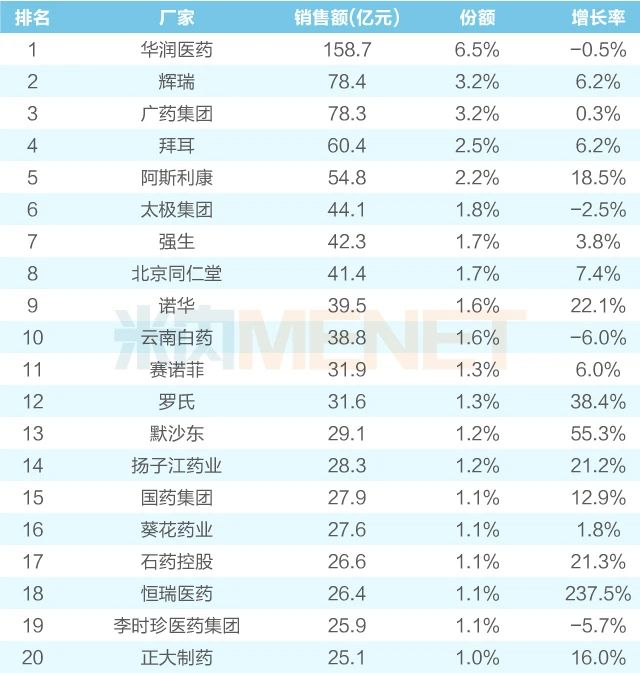 排名 厂家 销售额(亿元) 份额 增长率
1 华润医药 158.7 6.5% −0.5%
2 辉瑞 78.4 3.2% 6.2%
3 广药集团 78.3 3.2% 0.3%
4 拜耳 60.4 2.5% 6.2%
5 阿斯利康 54.8 2.2% 18.5%
6 太极集团 44.1 1.8% −2.5%
7 强生 42.3 1.7% 3.8%
8 北京同仁堂 41.4 1.7% 7.4%
9 诺华 39.5 1.6% 22.1%
米内MENET
10 云南白药 38.8 1.6% −6.0%
11 赛诺菲 31.9 1.3% 6.0%
12 罗氏 31.6 1.3% 38.4%
13 默沙东 29.1 1.2% 55.3%
14 扬子江药业 28.3 1.2% 21.2%
15 国药集团 27.9 1.1% 12.9%
16 葵花药业 27.6 1.1% 1.8%
17 石药控股 26.6 1.1% 21.3%
18 恒瑞医药 26.4 1.1% 237.5%
19 李时珍医药集团 25.9 1.1% −5.7%
20 正大制药 25.1 1.0% 16.0%